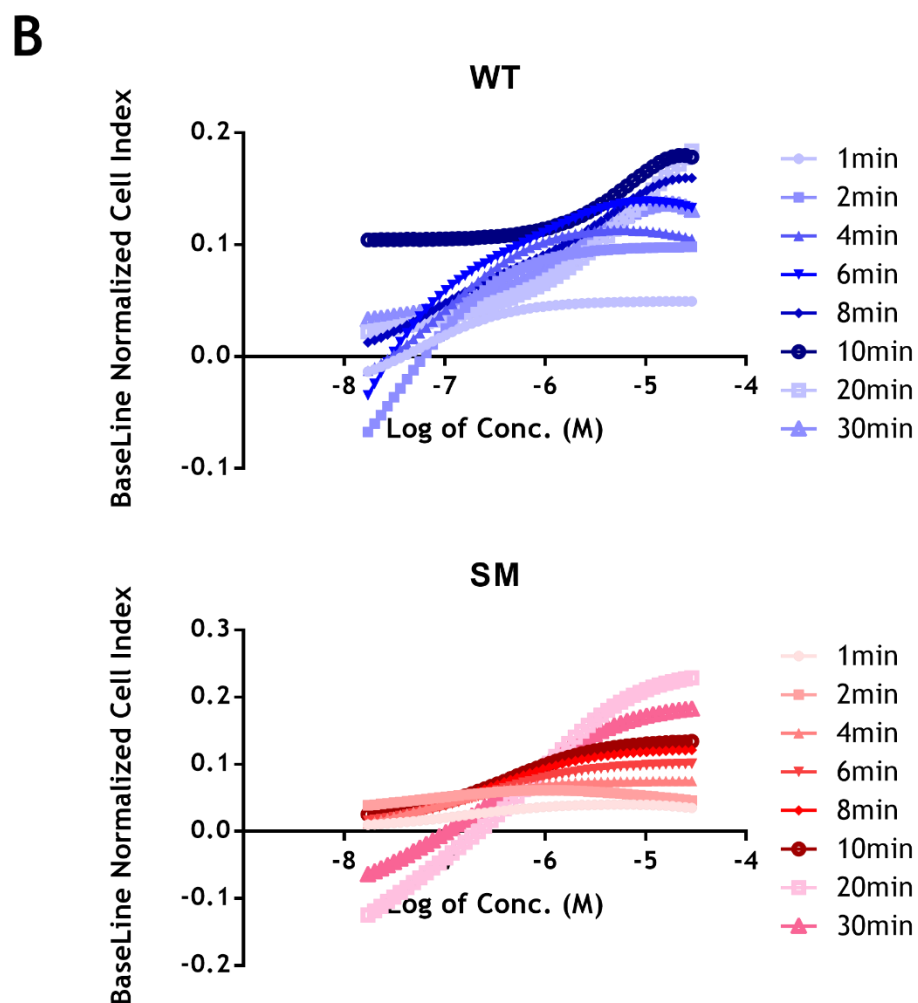 B
WT
BaseLine Normalized Cell Index
0.2
0.1
0.0
-0.1
-8
-7
-6
-5
-4
Log of Conc. (M)
1min
2min
4min
6min
8min
10min
20min
30min
SM
BaseLine Normalized Cell Index
0.3
0.2
0.1
0.0
-0.1
-0.2
-8
-7
-6
-5
-4
Log of Conc. (M)
1min
2min
4min
6min
8min
10min
20min
30min